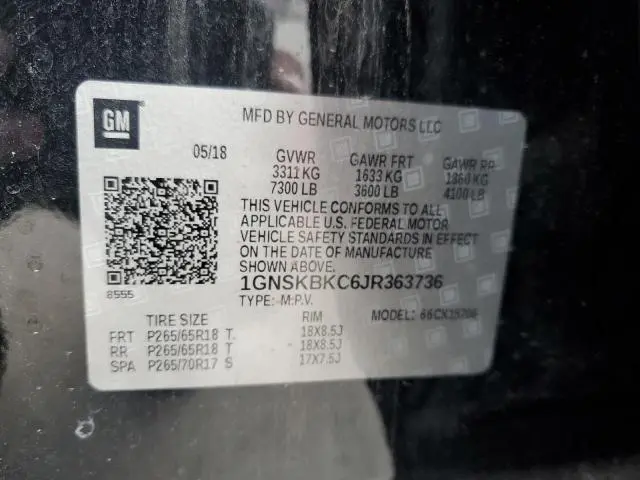 GM
MFD BY GENERAL MOTORS LLC
05/18 GVWR GAWR FRT GAWR RR
3311 KG 1633 KG 1860 KG
7300 LB 3600 LB 4100 LB
THIS VEHICLE CONFORMS TO ALL
APPLICABLE U.S. FEDERAL MOTOR
VEHICLE SAFETY STANDARDS IN EFFECT
ON THE DATE OF MANUFACTURE
SHOWN ABOVE.
8555 1GNSKBKC6JR363736
TYPE: M.P.V. MODEL:
TIRE SIZE RIM
FRT P265/65R18 T 18X8.5J
RR P265/65R18 T 18X8.5J
SPA P265/70R17 S 17X7.5J